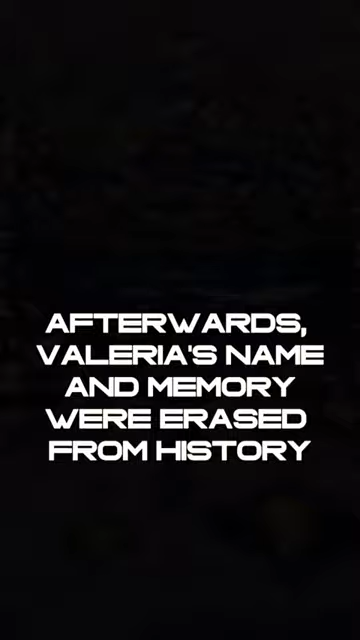 AFTERWARDS,
VALERIA'S NAME
AND MEMORY
WERE ERASED
FROM HISTORY